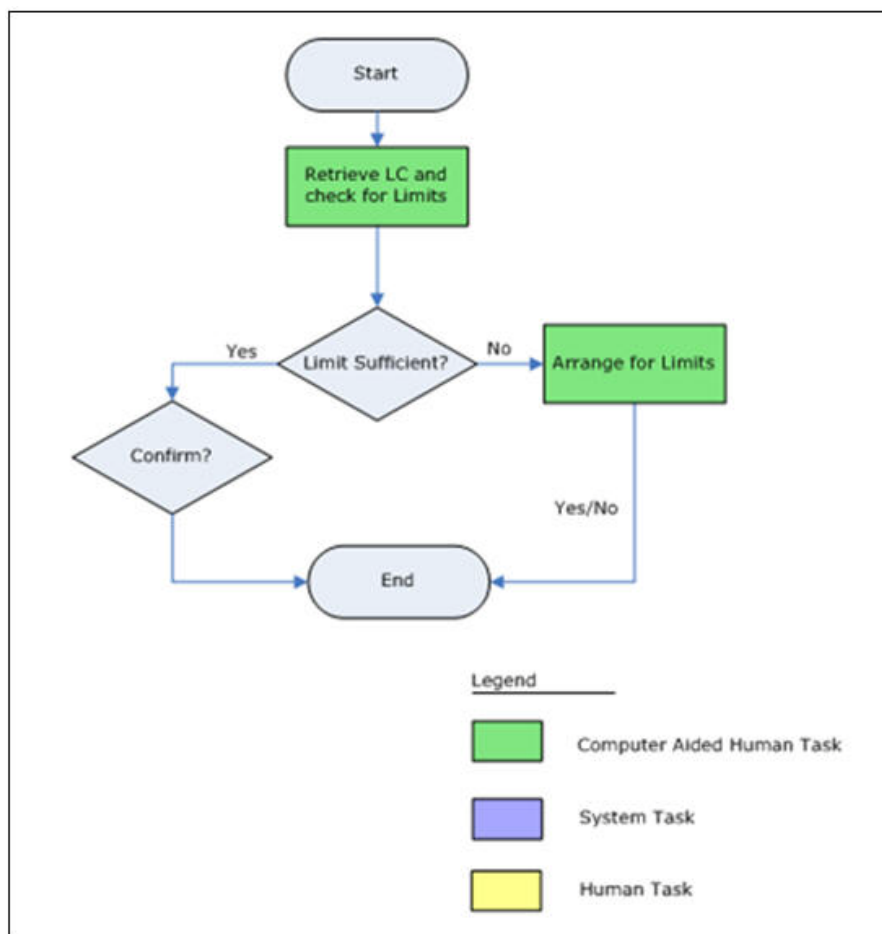 Start
Retrieve LC and
check for Limits
Yes
Limit Sufficient?
No
Arrange for Limits
Confirm?
Yes/No
End
Legend
Computer Aided Human Task
System Task
Human Task